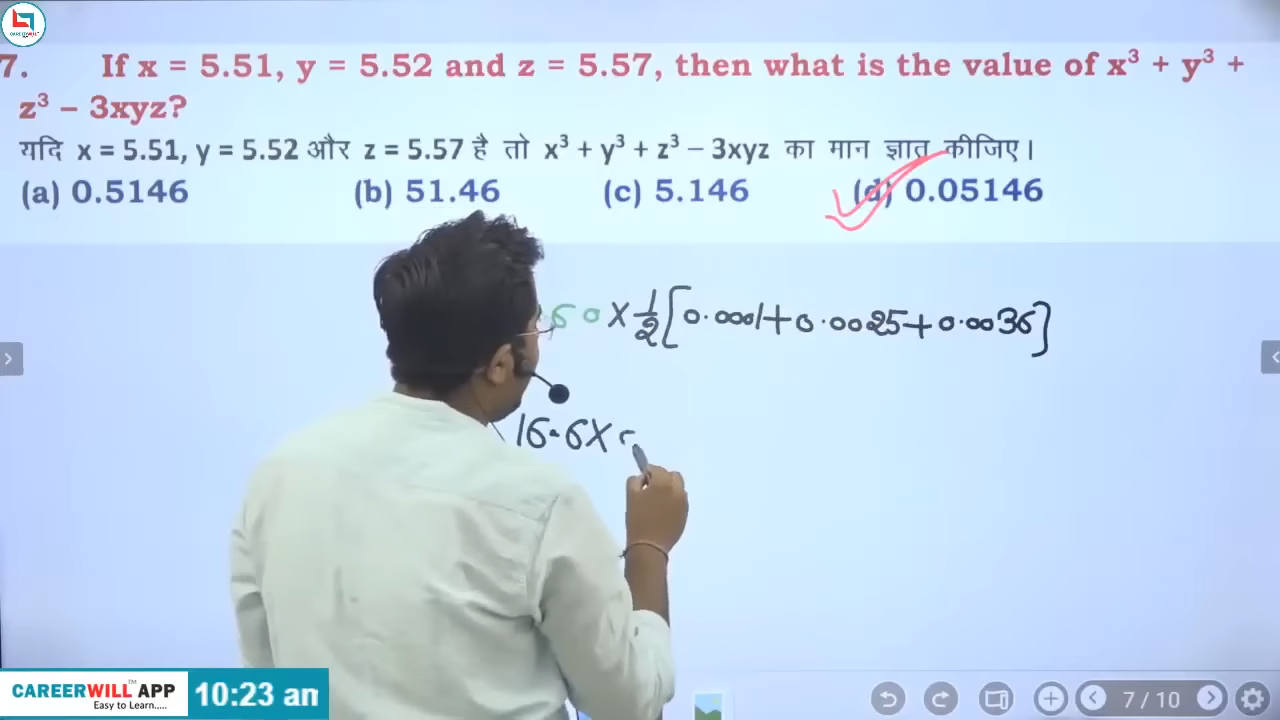 CAREERWILL
7. If x = 5.51, y = 5.52 and z = 5.57, then what is the value of x³ + y³ +
z³ – 3xyz?
यदि x = 5.51, y = 5.52 और z = 5.57 है तो x³ + y³ + z³ – 3xyz का मान ज्ञात कीजिए।
(a) 0.5146 (b) 51.46 (c) 5.146 (d) 0.05146
60 × 1/2 [0.0001 + 0.0025 + 0.0036]
16.6 ×
CAREERWILL™ APP
Easy to Learn.....
10:23 am
7 / 10